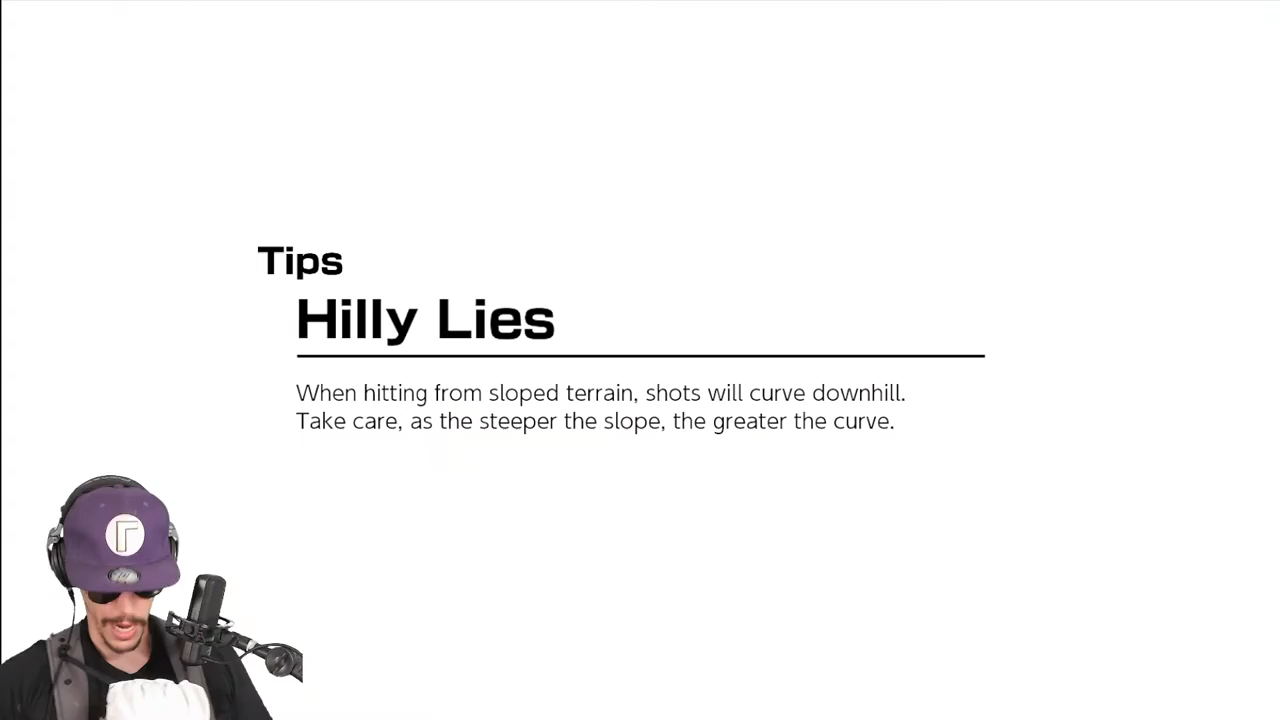 Tips
Hilly Lies
When hitting from sloped terrain, shots will curve downhill.
Take care, as the steeper the slope, the greater the curve.